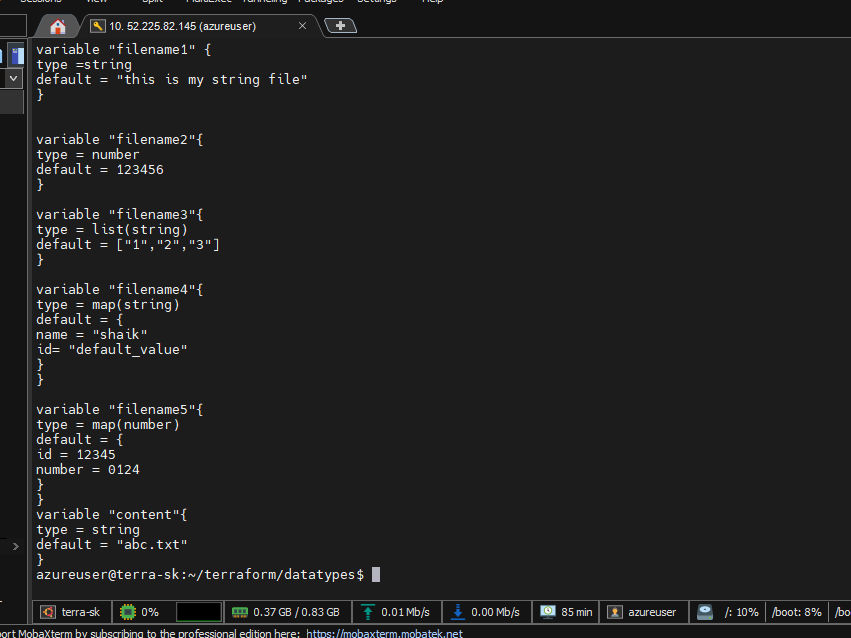 10. 52.225.82.145 (azureuser)
variable "filename1" {
type =string
default = "this is my string file"
}
variable "filename2"{
type = number
default = 123456
}
variable "filename3"{
type = list(string)
default = ["1","2","3"]
}
variable "filename4"{
type = map(string)
default = {
name = "shaik"
id= "default_value"
}
}
variable "filename5"{
type = map(number)
default = {
id = 12345
number = 0124
}
}
variable "content"{
type = string
default = "abc.txt"
}
azureuser@terra-sk:~/terraform/datatypes$
terra-sk 0% 0.37 GB / 0.83 GB 0.01 Mb/s 0.00 Mb/s 85 min azureuser /: 10% /boot: 8% /bo
ort MobaXterm by subscribing to the professional edition here: https://mobaxterm.mobatek.net